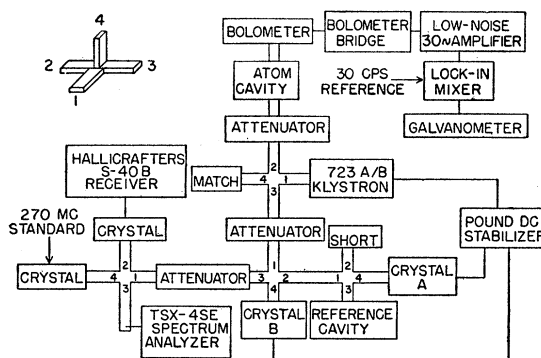 4
2
3
1
BOLOMETER
BOLOMETER
BRIDGE
LOW-NOISE
30~AMPLIFIER
ATOM
CAVITY
30 CPS
REFERENCE
LOCK-IN
MIXER
GALVANOMETER
ATTENUATOR
HALLICRAFTERS
S-40B
RECEIVER
MATCH
2
4 1
3
723 A/B
KLYSTRON
270 MC
STANDARD
CRYSTAL
ATTENUATOR
SHORT
POUND DC
STABILIZER
CRYSTAL
2
4 1
3
ATTENUATOR
1
3 2
4
2
1 4
3
CRYSTAL
A
TSX-4SE
SPECTRUM
ANALYZER
CRYSTAL
B
REFERENCE
CAVITY